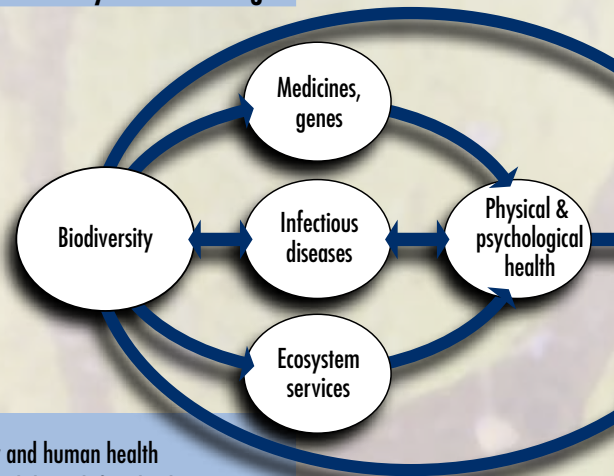 Medicines,
genes
Biodiversity
Infectious
diseases
Physical &
psychological
health
Ecosystem
services
and human health